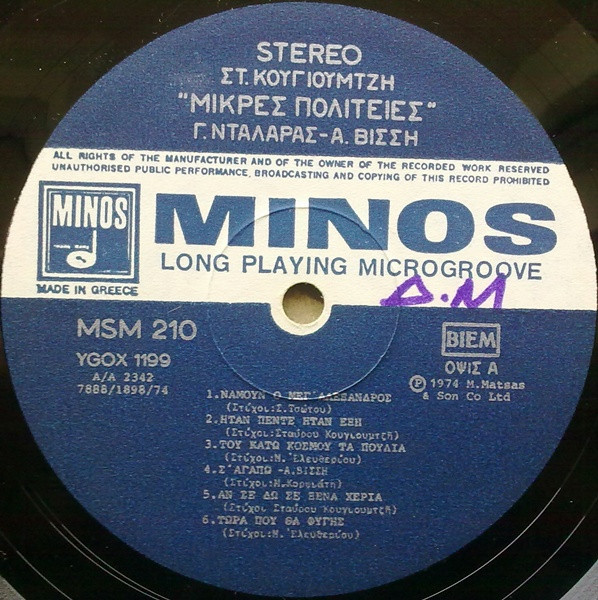 STEREO
ΣΤ. ΚΟΥΓΙΟΥΜΤΖΗ
"ΜΙΚΡΕΣ ΠΟΛΙΤΕΙΕΣ"
Γ. ΝΤΑΛΑΡΑΣ-Α. ΒΙΣΣΗ
ALL RIGHTS OF THE MANUFACTURER AND OF THE OWNER OF THE RECORDED WORK RESERVED
UNAUTHORISED PUBLIC PERFORMANCE, BROADCASTING AND COPYING OF THIS RECORD PROHIBITED
MINOS
MINOS
LONG PLAYING MICROGROOVE
MADE IN GREECE
D.M
MSM 210
YGOX 1199
A/A 2342
7888/1898/74
BIEM
ΟΨΙΣ Α
Ⓟ 1974 M. Matsas
& Son Co Ltd
1. ΝΑΜΟΥΝ Ο ΜΕΓ'ΑΛΕΞΑΝΔΡΟΣ
(Στίχοι:Σ.Τσώτου)
2. ΗΤΑΝ ΠΕΝΤΕ ΗΤΑΝ ΕΞΗ
(Στίχοι:Σταύρου Κουγιουμτζή)
3. ΤΟΥ ΚΑΤΩ ΚΟΣΜΟΥ ΤΑ ΠΟΥΛΙΑ
(Στίχοι:Μ.Ἐλευθερίου)
4. Σ'ΑΓΑΠΩ -Α.ΒΙΣΣΗ
(Στίχοι:Μ.Κοργιάτη)
5. ΑΝ ΣΕ ΔΩ ΣΕ ΞΕΝΑ ΧΕΡΙΑ
(Στίχοι Σταύρου Κουγιουμτζή)
6. ΤΩΡΑ ΠΟΥ ΘΑ ΦΥΓΗΣ
(Στίχοι:Μ.Ἐλευθερίου)